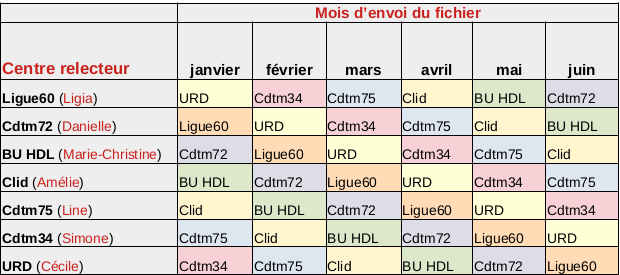 Mois d'envoi du fichier
Centre relecteur janvier février mars avril mai juin
Ligue60 (Ligia) URD Cdtm34 Cdtm75 Clid BU HDL Cdtm72
Cdtm72 (Danielle) Ligue60 URD Cdtm34 Cdtm75 Clid BU HDL
BU HDL (Marie-Christine) Cdtm72 Ligue60 URD Cdtm34 Cdtm75 Clid
Clid (Amélie) BU HDL Cdtm72 Ligue60 URD Cdtm34 Cdtm75
Cdtm75 (Line) Clid BU HDL Cdtm72 Ligue60 URD Cdtm34
Cdtm34 (Simone) Cdtm75 Clid BU HDL Cdtm72 Ligue60 URD
URD (Cécile) Cdtm34 Cdtm75 Clid BU HDL Cdtm72 Ligue60